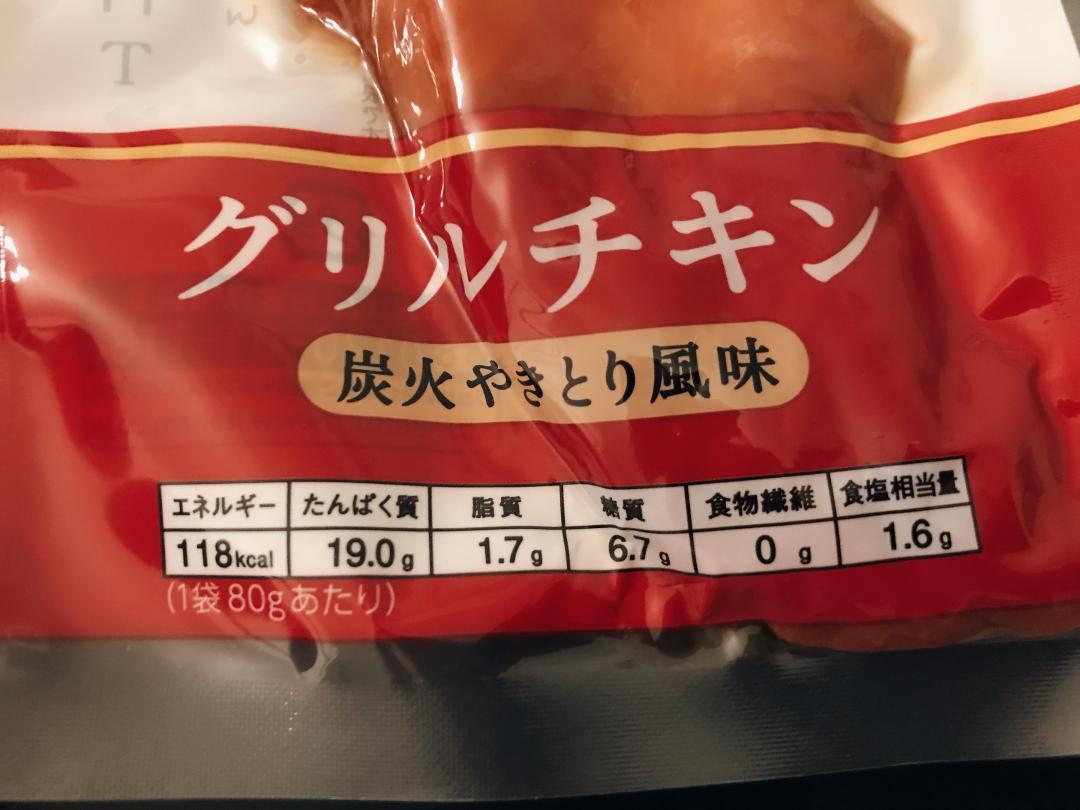 グリルチキン
炭火やきとり風味
エネルギー たんぱく質 脂質 糖質 食物繊維 食塩相当量
118kcal 19.0g 1.7g 6.7g 0g 1.6g
(1袋80gあたり)